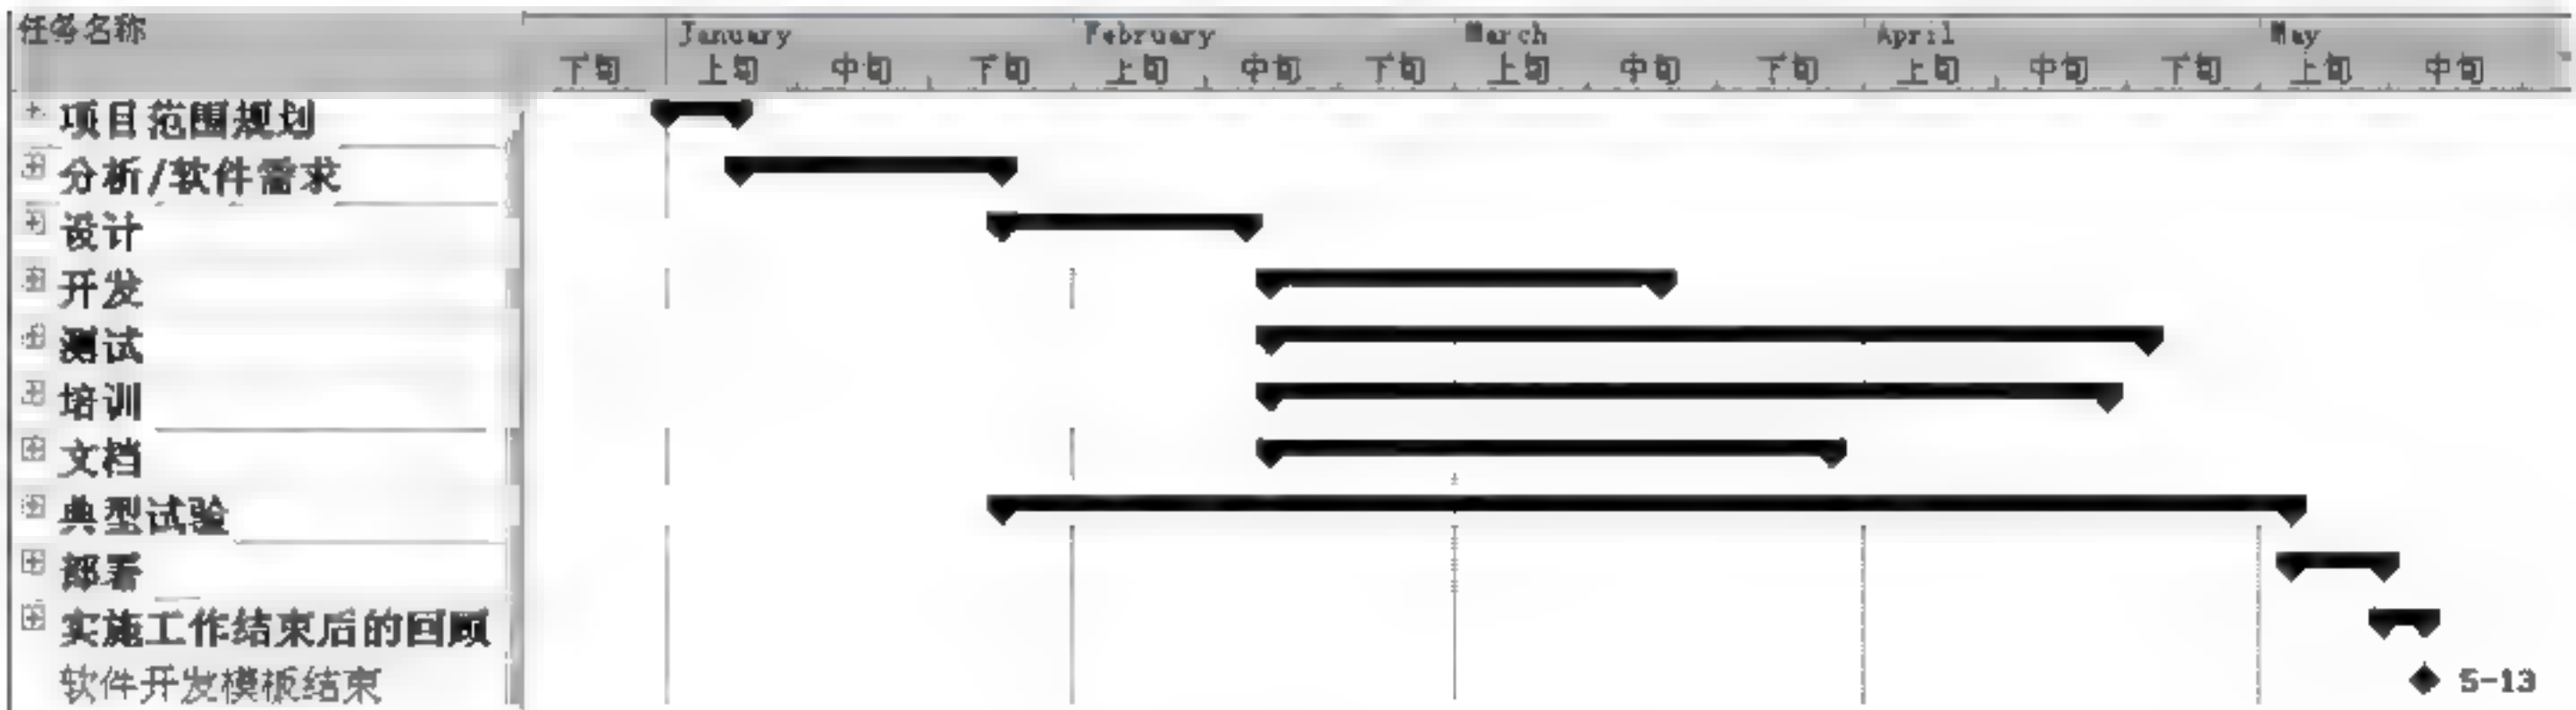 任务名称
January February March April May
下旬 上旬 中旬 下旬 上旬 中旬 下旬 上旬 中旬 下旬 上旬 中旬 下旬 上旬 中旬
项目范围规划
分析/软件需求
设计
开发
测试
培训
文档
典型试验
部署
实施工作结束后的回顾
软件开发模板结束 5-13